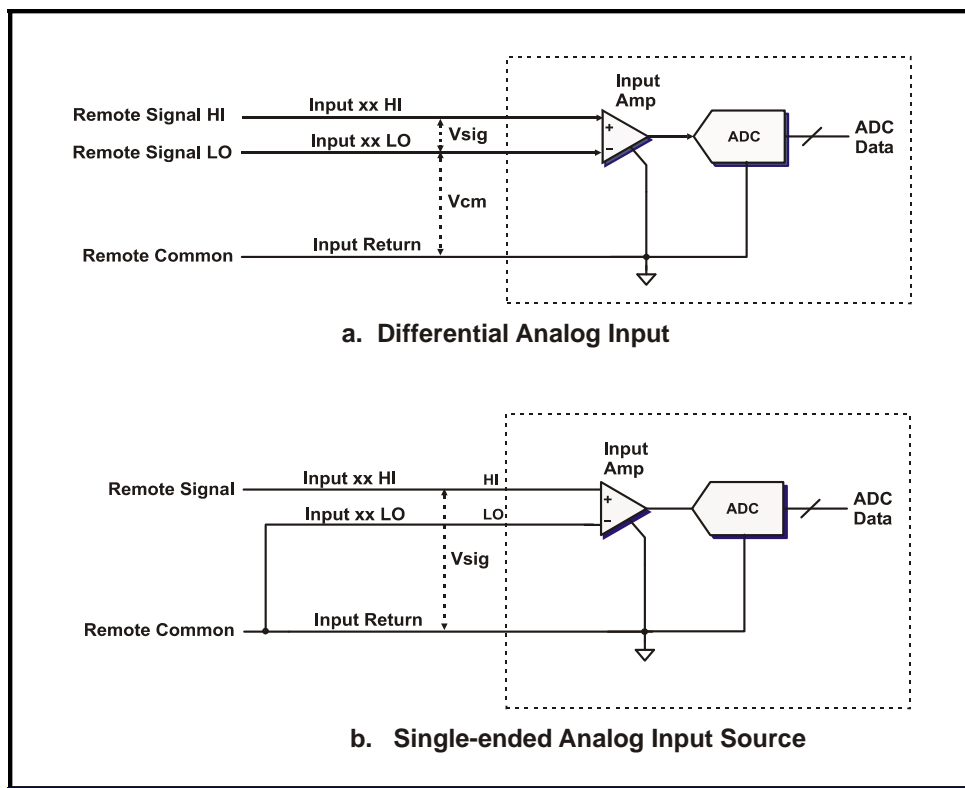 Input
Amp
Input xx HI
Remote Signal HI
+
ADC
ADC
Data
Vsig
Input xx LO
Remote Signal LO
-
Vcm
Input Return
Remote Common
a. Differential Analog Input
Input
Amp
Input xx HI
HI
Remote Signal
+
ADC
ADC
Data
Input xx LO
LO
-
Vsig
Input Return
Remote Common
b. Single-ended Analog Input Source